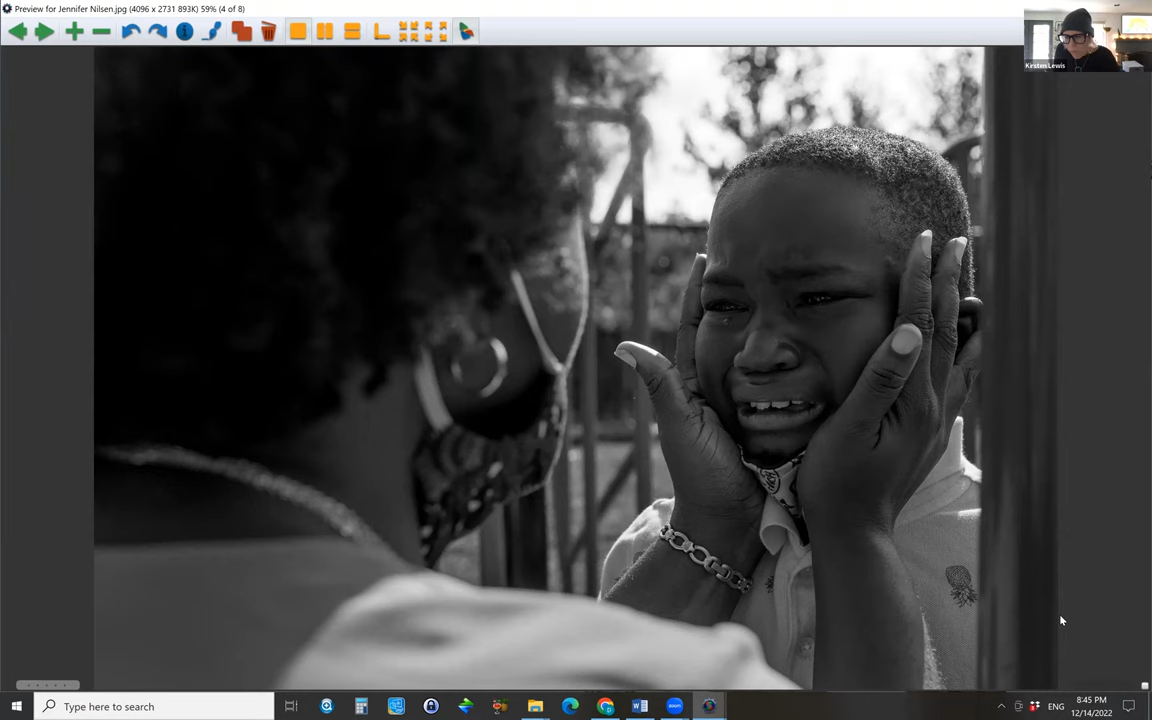 Preview for Jennifer Nilsen.jpg (4096 x 2731 893K) 59% (4 of 8)
Kirsten Lewis
Type here to search
ENG
8:45 PM
12/14/2022